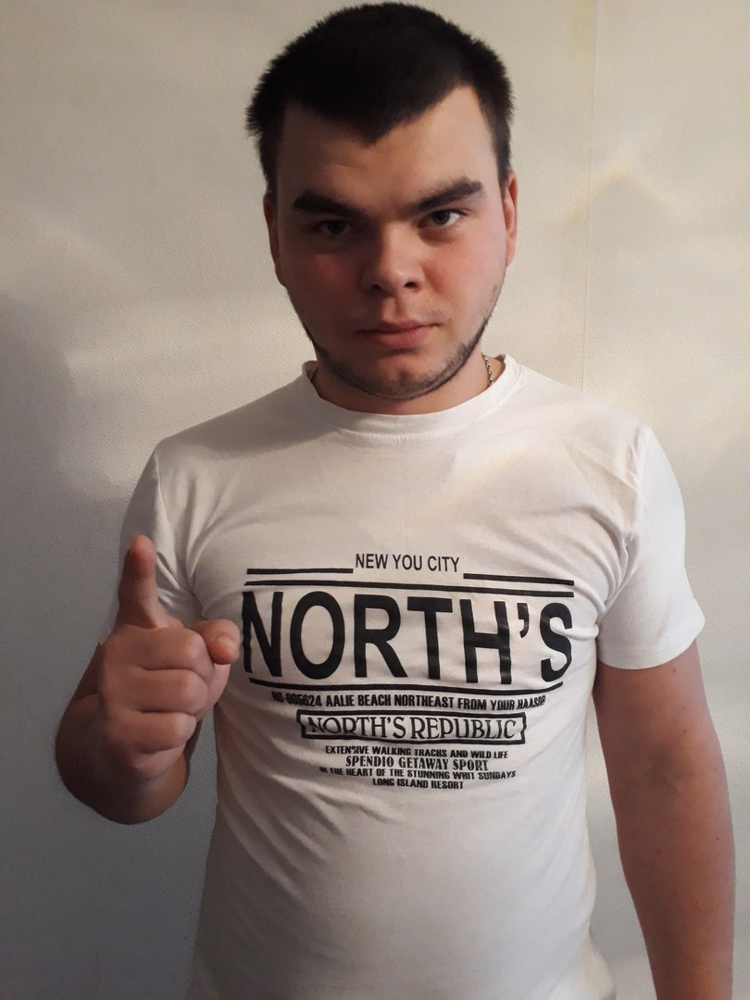 NEW YOU CITY
NORTH'S
NO-005624 AALIE BEACH NORTHEAST FROM YOUR HAASOR
NORTH'S REPUBLIC
EXTENSIVE WALKING TRACHS AND WILD LIFE
SPENDIO GETAWAY SPORT
IN THE HEART OF THE STUNNING WHIT SUNDAYS
LONG ISLAND RESORT